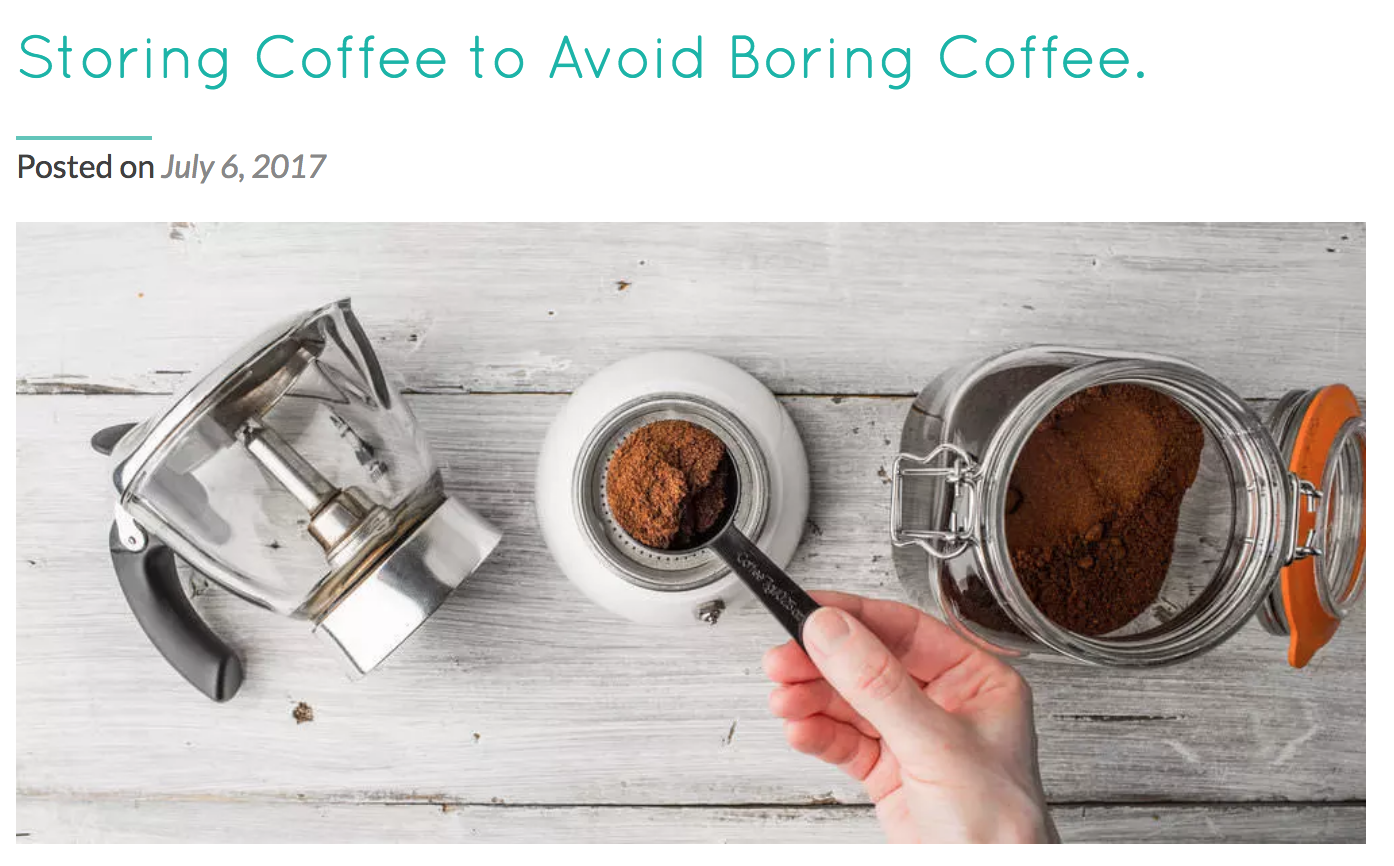 Storing Coffee to Avoid Boring Coffee.
Posted on July 6, 2017